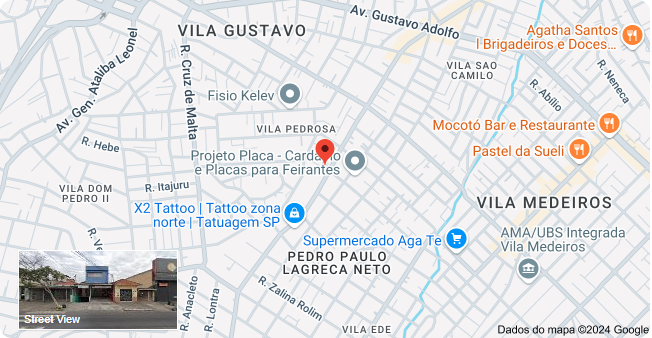 VILA GUSTAVO
Av. Gustavo Adolfo
Agatha Santos
| Brigadeiros e Doces...
Av. Gen. Ataliba Leonel
R. Cruz de Malta
VILA SAO
CAMILO
R. Neneca
R. Abílio
Fisio Kelev
Mocotó Bar e Restaurante
VILA PEDROSA
R. Hebe
Pastel da Sueli
Projeto Placa - Cardápio
e Placas para Feirantes
R. Itajuru
VILA DOM
PEDRO II
VILA MEDEIROS
X2 Tattoo | Tattoo zona
norte | Tatuagem SP
Supermercado Aga Te
AMA/UBS Integrada
Vila Medeiros
PEDRO PAULO
LAGRECA NETO
R. Anacleto
R. Lontra
R. Zalina Rolim
VILA EDE
Street View
Dados do mapa ©2024 Google